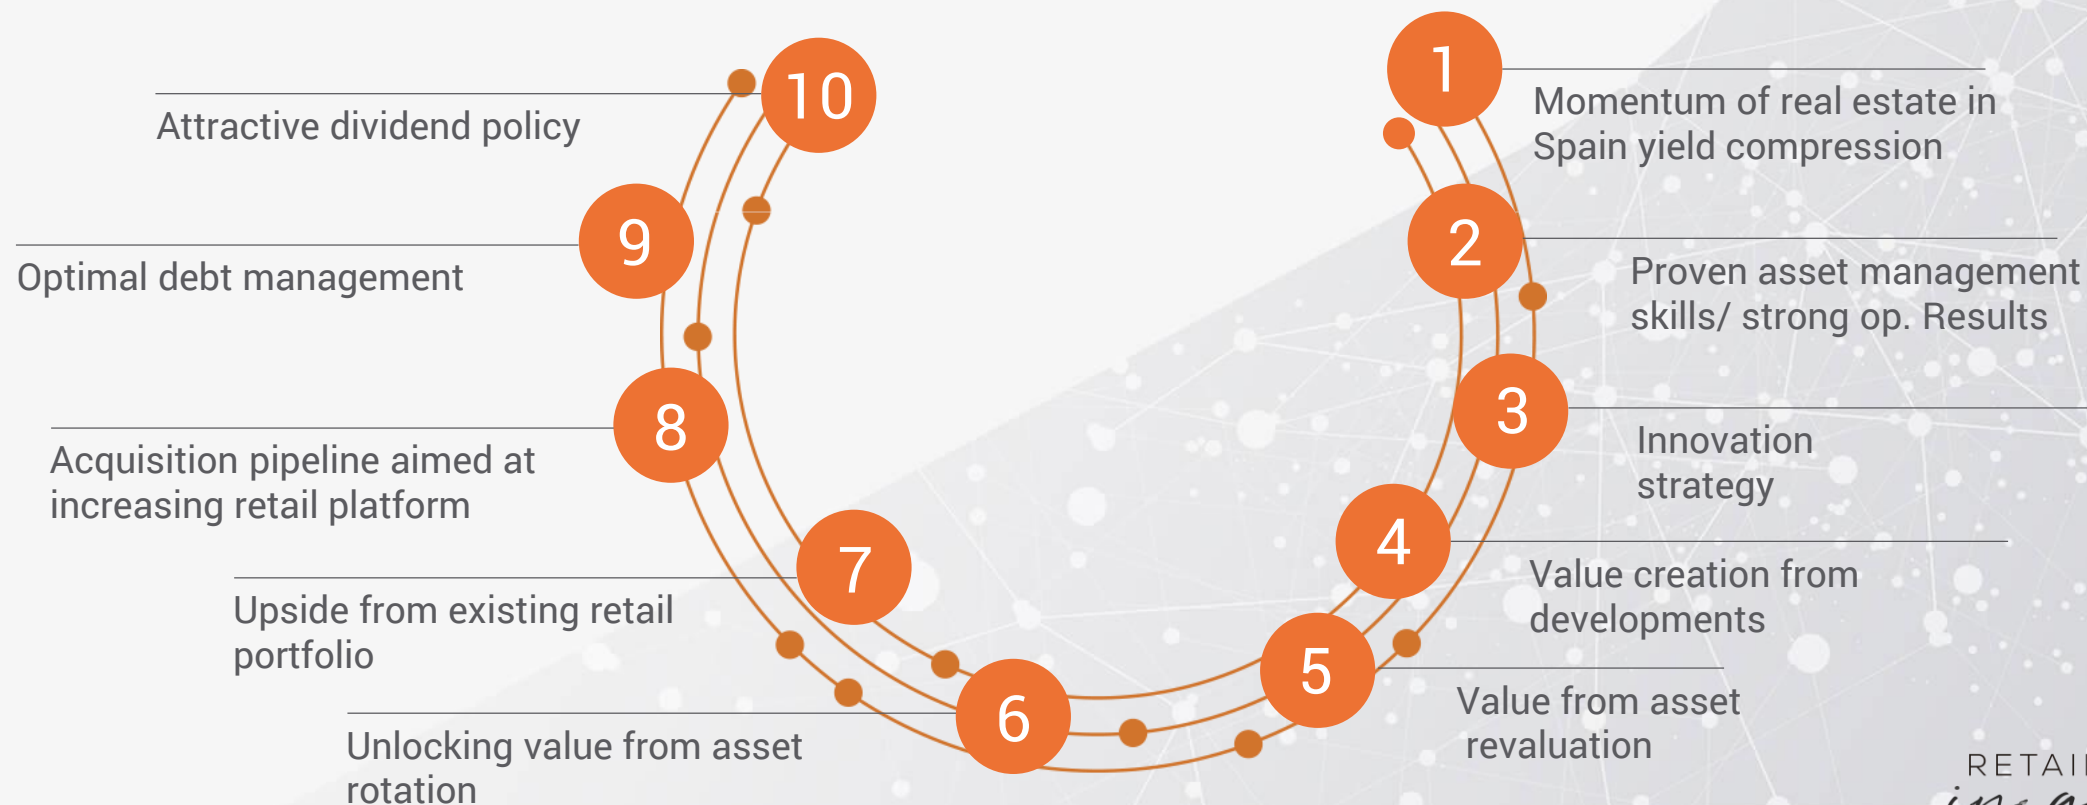 1
Momentum of real estate in
Spain yield compression
2
Proven asset management
skills/ strong op. Results
3
Innovation
strategy
4
Value creation from
developments
5
Value from asset
revaluation
6
Unlocking value from asset
rotation
7
Upside from existing retail
portfolio
8
Acquisition pipeline aimed at
increasing retail platform
9
Optimal debt management
10
Attractive dividend policy